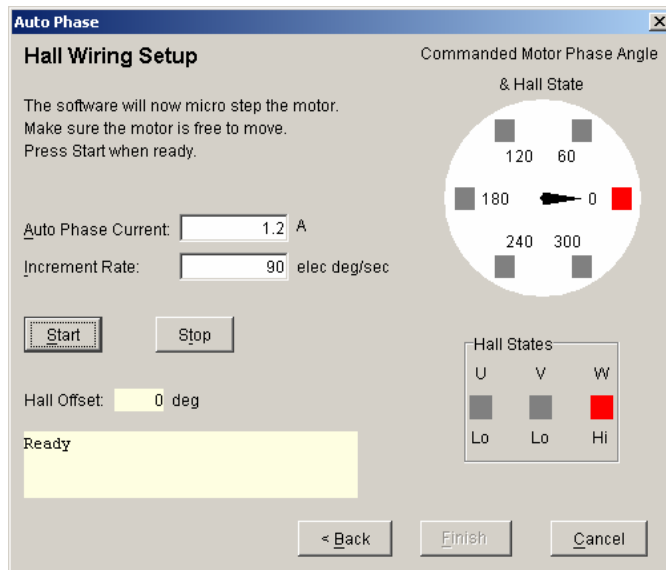 Auto Phase
Hall Wiring Setup
The software will now micro step the motor.
Make sure the motor is free to move.
Press Start when ready.
Auto Phase Current: 1.2 A
Increment Rate: 90 elec deg/sec
Start Stop
Hall Offset: 0 deg
Ready
Commanded Motor Phase Angle
& Hall State
120 60
180 0
240 300
Hall States
U V W
Lo Lo Hi
< Back Finish Cancel